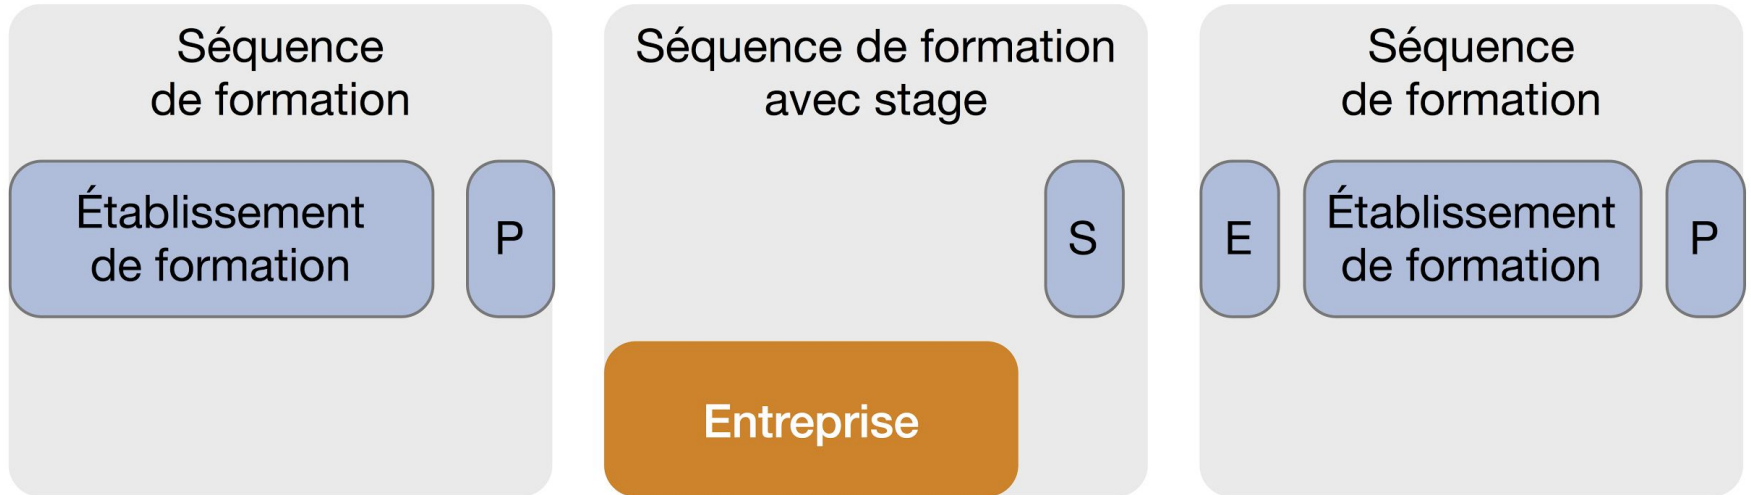 Séquence
de formation
Établissement
de formation
P
Séquence de formation
avec stage
S
Entreprise
Séquence
de formation
E
Établissement
de formation
P